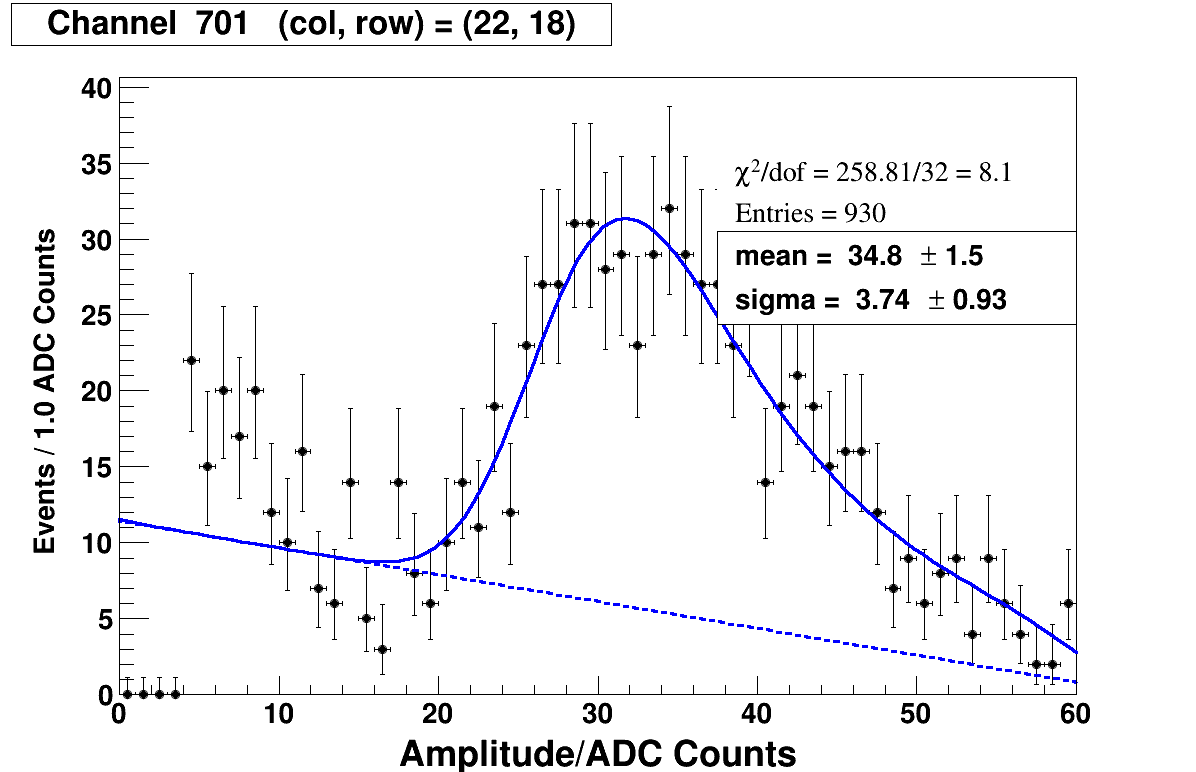 Channel 701 (col, row) = (22, 18)
40
35
30
25
20
15
10
5
0
Events / 1.0 ADC Counts
χ²/dof = 258.81/32 = 8.1
Entries = 930
mean = 34.8 ± 1.5
sigma = 3.74 ± 0.93
0 10 20 30 40 50 60
Amplitude/ADC Counts